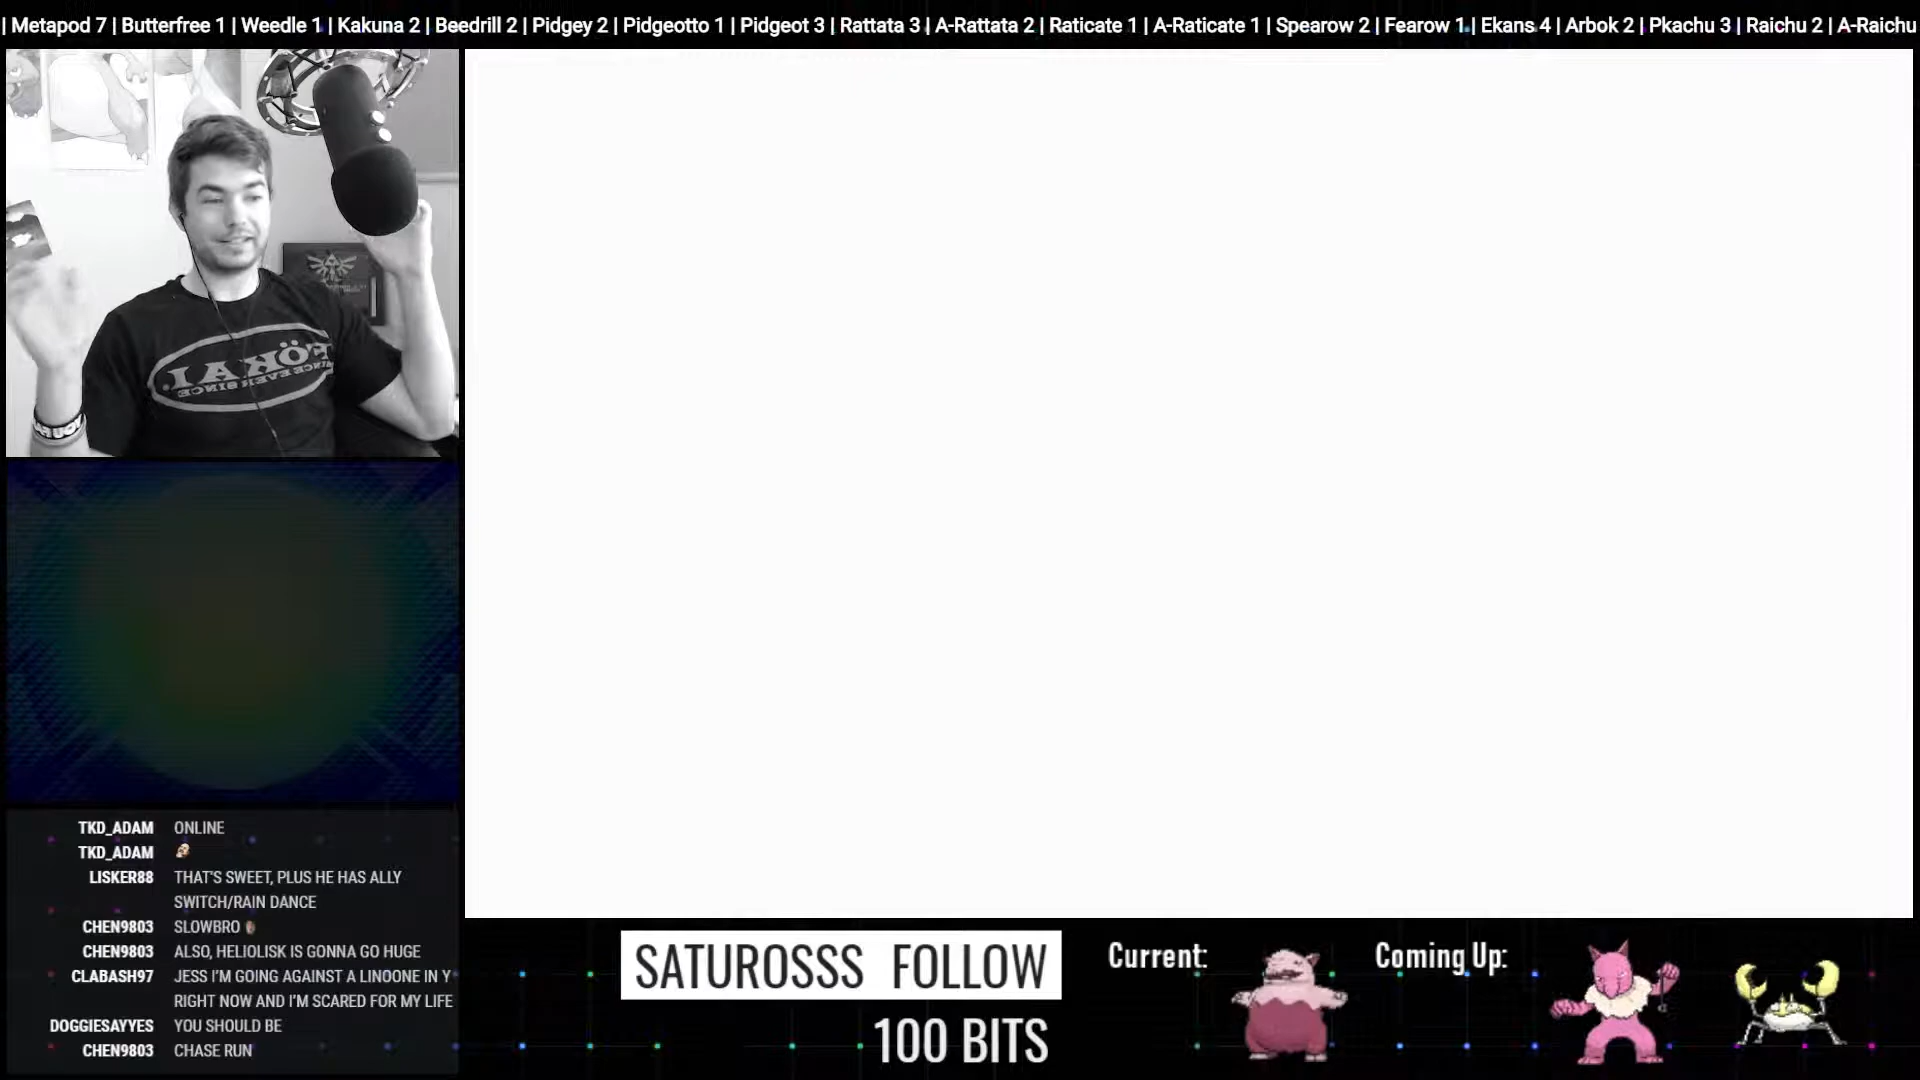 | Metapod 7 | Butterfree 1 | Weedle 1 | Kakuna 2 | Beedrill 2 | Pidgey 2 | Pidgeotto 1 | Pidgeot 3 | Rattata 3 | A-Rattata 2 | Raticate 1 | A-Raticate 1 | Spearow 2 | Fearow 1 | Ekans 4 | Arbok 2 | Pkachu 3 | Raichu 2 | A-Raichu
FÖKAI.
SINCE EVER SINCE.
TKD_ADAM ONLINE
TKD_ADAM
LISKER88 THAT'S SWEET, PLUS HE HAS ALLY
SWITCH/RAIN DANCE
CHEN9803 SLOWBRO
CHEN9803 ALSO, HELIOLISK IS GONNA GO HUGE
CLABASH97 JESS I'M GOING AGAINST A LINOONE IN Y
RIGHT NOW AND I'M SCARED FOR MY LIFE
DOGGIESAYYES YOU SHOULD BE
CHEN9803 CHASE RUN
SATUROSSS FOLLOW
100 BITS
Current:
Coming Up: